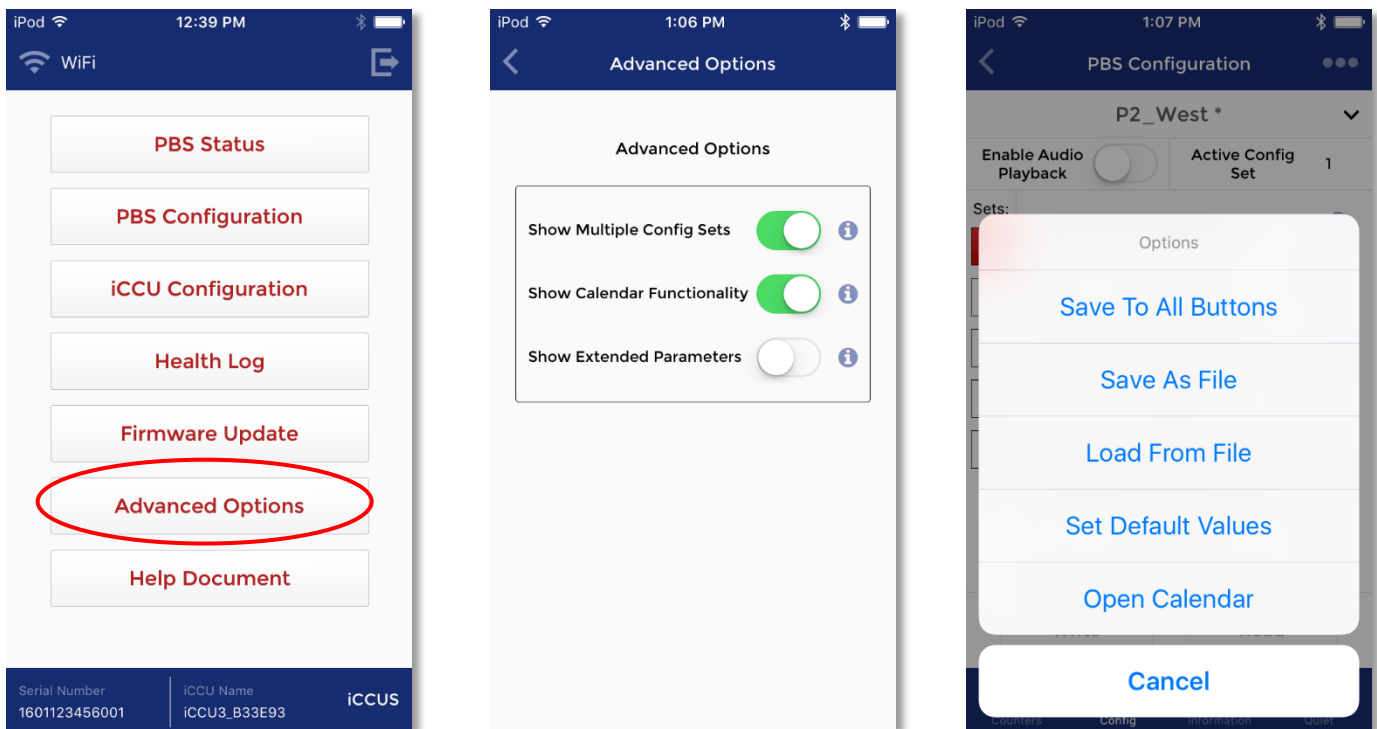 iPod 12:39 PM
WiFi
PBS Status
PBS Configuration
iCCU Configuration
Health Log
Firmware Update
Advanced Options
Help Document
Serial Number
1601123456001
iCCU Name
iCCU3_B33E93
iCCUS
iPod 1:06 PM
Advanced Options
Advanced Options
Show Multiple Config Sets
Show Calendar Functionality
Show Extended Parameters
iPod 1:07 PM
PBS Configuration
P2_West *
Enable Audio
Playback
Active Config
Set
1
Sets:
Options
Save To All Buttons
Save As File
Load From File
Set Default Values
Open Calendar
Cancel
Counters Config Information Quiet